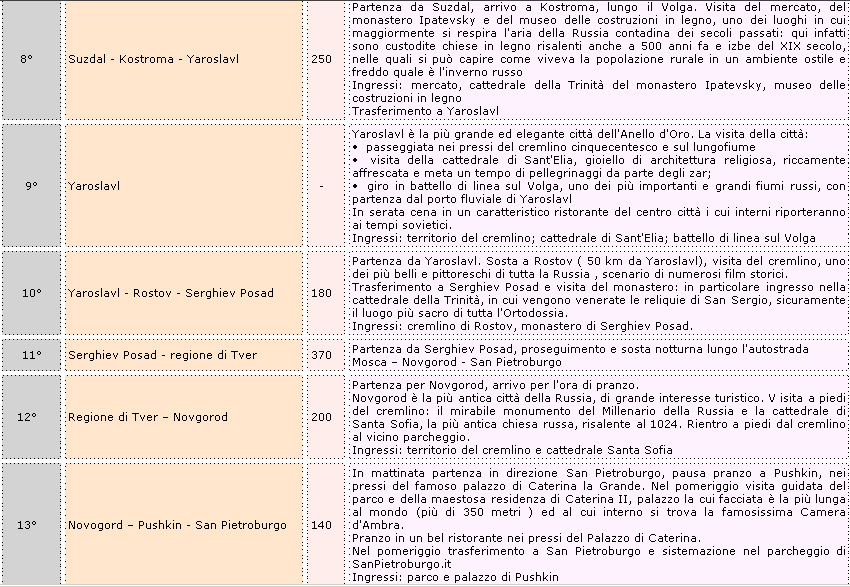 Partenza da Suzdal, arrivo a Kostroma, lungo il Volga. Visita del mercato, del
monastero Ipatevsky e del museo delle costruzioni in legno, uno dei luoghi in cui
maggiormente si respira l'aria della Russia contadina dei secoli passati: qui infatti
sono custodite chiese in legno risalenti anche a 500 anni fa e izbe del XIX secolo,
8° Suzdal - Kostroma - Yaroslavl 250 nelle quali si può capire come viveva la popolazione rurale in un ambiente ostile e
freddo quale è l'inverno russo
Ingressi: mercato, cattedrale della Trinità del monastero Ipatevsky, museo delle
costruzioni in legno
Trasferimento a Yaroslavl
Yaroslavl è la più grande ed elegante città dell'Anello d'Oro. La visita della città:
• passeggiata nei pressi del cremlino cinquecentesco e sul lungofiume
• visita della cattedrale di Sant'Elia, gioiello di architettura religiosa, riccamente
affrescata e meta un tempo di pellegrinaggi da parte degli zar;
9° Yaroslavl - • giro in battello di linea sul Volga, uno dei più importanti e grandi fiumi russi, con
partenza dal porto fluviale di Yaroslavl
In serata cena in un caratteristico ristorante del centro città i cui interni riporteranno
ai tempi sovietici.
Ingressi: territorio del cremlino; cattedrale di Sant'Elia; battello di linea sul Volga
Partenza da Yaroslavl. Sosta a Rostov ( 50 km da Yaroslavl), visita del cremlino, uno
dei più belli e pittoreschi di tutta la Russia , scenario di numerosi film storici.
10° Yaroslavl - Rostov - Serghiev Posad 180 Trasferimento a Serghiev Posad e visita del monastero: in particolare ingresso nella
cattedrale della Trinità, in cui vengono venerate le reliquie di San Sergio, sicuramente
il luogo più sacro di tutta l'Ortodossia.
Ingressi: cremlino di Rostov, monastero di Serghiev Posad.
11° Serghiev Posad - regione di Tver 370 Partenza da Serghiev Posad, proseguimento e sosta notturna lungo l'autostrada
Mosca – Novgorod - San Pietroburgo
Partenza per Novgorod, arrivo per l'ora di pranzo.
Novgorod è la più antica città della Russia, di grande interesse turistico. V isita a piedi
12° Regione di Tver – Novgorod 200 del cremlino: il mirabile monumento del Millenario della Russia e la cattedrale di
Santa Sofia, la più antica chiesa russa, risalente al 1024. Rientro a piedi dal cremlino
al vicino parcheggio.
Ingressi: territorio del cremlino e cattedrale Santa Sofia
In mattinata partenza in direzione San Pietroburgo, pausa pranzo a Pushkin, nei
pressi del famoso palazzo di Caterina la Grande. Nel pomeriggio visita guidata del
parco e della maestosa residenza di Caterina II, palazzo la cui facciata è la più lunga
al mondo (più di 350 metri ) ed al cui interno si trova la famosissima Camera
13° Novogord – Pushkin - San Pietroburgo 140 d'Ambra.
Pranzo in un bel ristorante nei pressi del Palazzo di Caterina.
Nel pomeriggio trasferimento a San Pietroburgo e sistemazione nel parcheggio di
SanPietroburgo.it
Ingressi: parco e palazzo di Pushkin